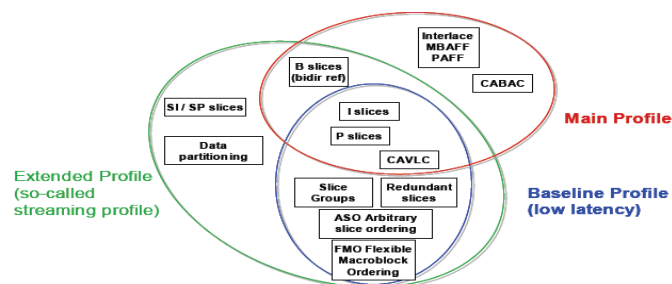 Interlace
MBAFF
PAFF
B slices
(bidir ref)
CABAC
SI / SP slices
I slices
Main Profile
P slices
Data
partitioning
CAVLC
Extended Profile
(so-called
streaming profile)
Slice
Groups
Redundant
slices
Baseline Profile
(low latency)
ASO Arbitrary
slice ordering
FMO Flexible
Macroblock
Ordering